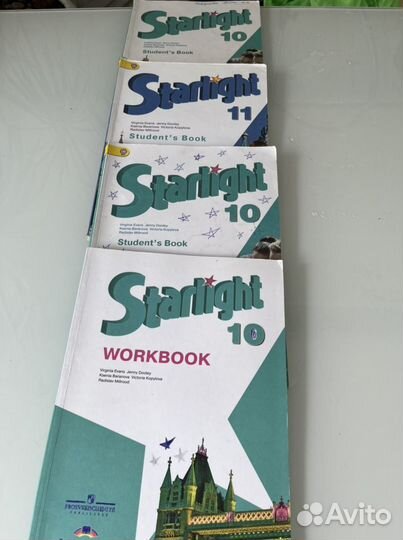 Starlight
10
Student's Book
Starlight
11
Virginia Evans Jenny Dooley
Ksenia Baranova Victoria Kopylova
Radislav Millrood
Student's Book
Starlight
10
Virginia Evans Jenny Dooley
Ksenia Baranova Victoria Kopylova
Radislav Millrood
Student's Book
Starlight
10
WORKBOOK
Virginia Evans Jenny Dooley
Ksenia Baranova Victoria Kopylova
Radislav Millrood
PROSVESHCHENIYE
PUBLISHERS
Avito